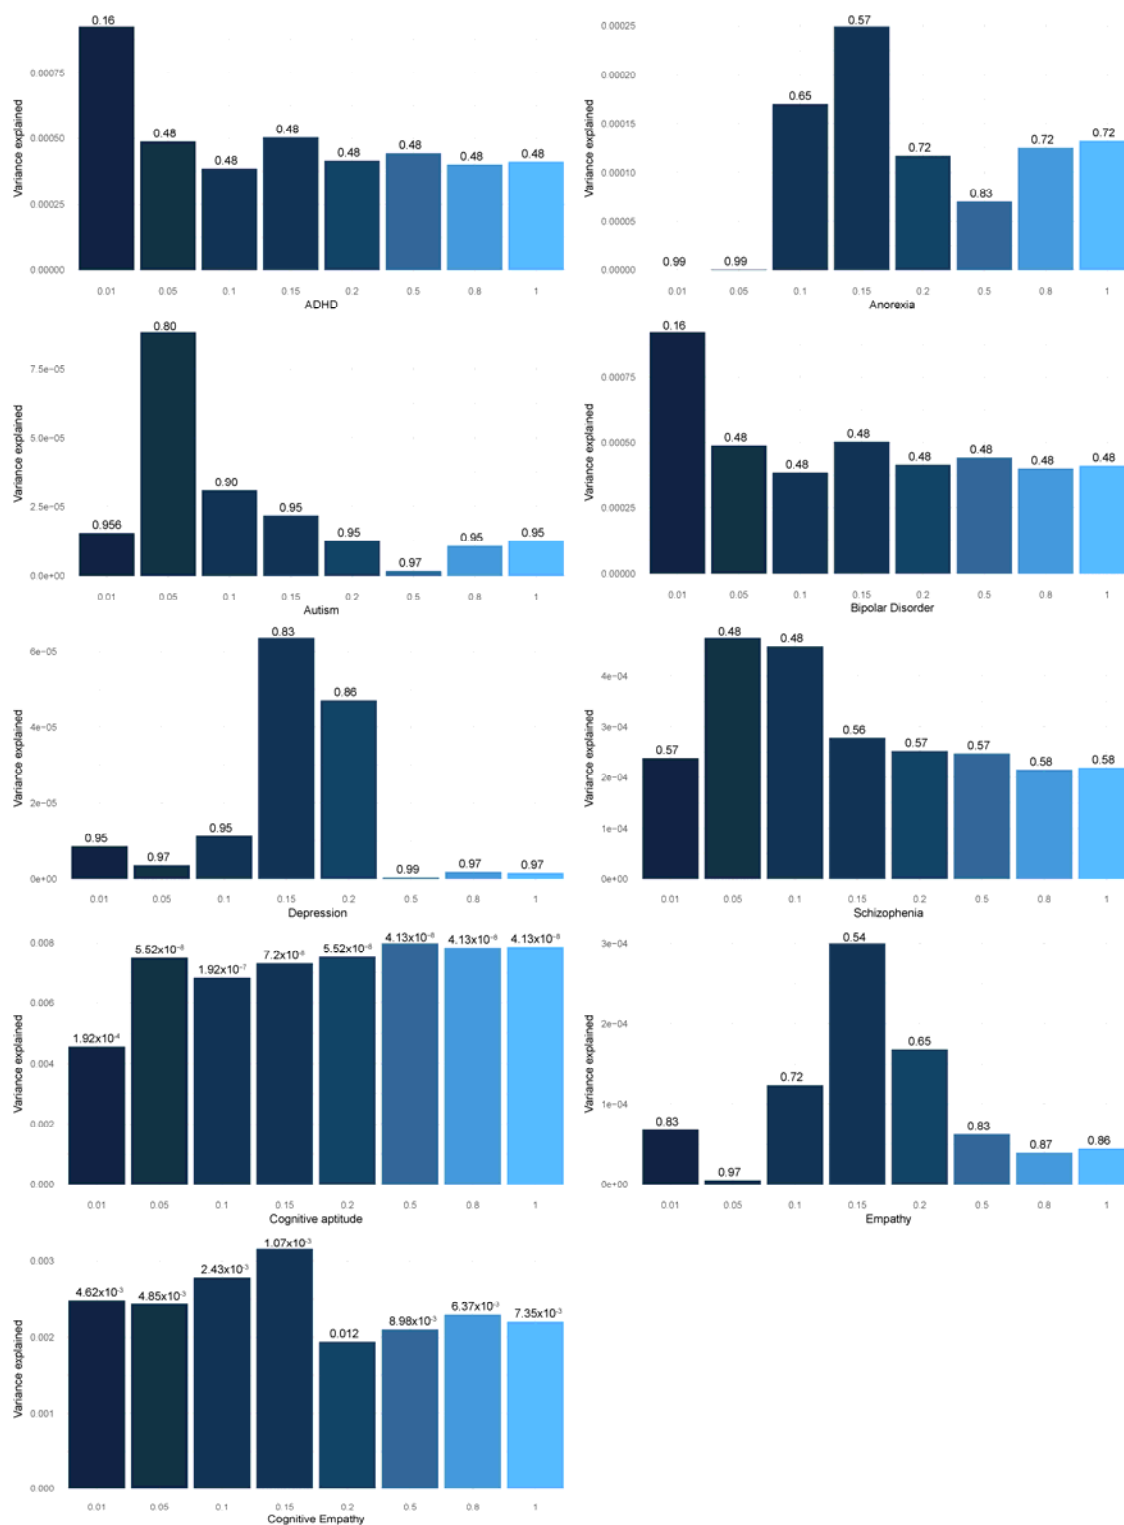 0.16
0.00075
0.00050
0.00025
0.00000
Variance explained
0.48
0.48
0.48
0.48
0.48
0.48
0.48
0.01 0.05 0.1 0.15 0.2 0.5 0.8 1
ADHD
0.00025
0.00020
0.00015
0.00010
0.00005
0.00000
Variance explained
0.99 0.99 0.65 0.57 0.72 0.83 0.72 0.72
0.01 0.05 0.1 0.15 0.2 0.5 0.8 1
Anorexia
7.5e-05
5.0e-05
2.5e-05
0.0e+00
Variance explained
0.956 0.80 0.90 0.95 0.95 0.97 0.95 0.95
0.01 0.05 0.1 0.15 0.2 0.5 0.8 1
Autism
0.00075
0.00050
0.00025
0.00000
Variance explained
0.16 0.48 0.48 0.48 0.48 0.48 0.48 0.48
0.01 0.05 0.1 0.15 0.2 0.5 0.8 1
Bipolar Disorder
6e-05
4e-05
2e-05
0e+00
Variance explained
0.95 0.97 0.95 0.83 0.86 0.99 0.97 0.97
0.01 0.05 0.1 0.15 0.2 0.5 0.8 1
Depression
4e-04
3e-04
2e-04
1e-04
0e+00
Variance explained
0.57 0.48 0.48 0.56 0.57 0.57 0.58 0.58
0.01 0.05 0.1 0.15 0.2 0.5 0.8 1
Schizophenia
0.008
0.006
0.004
0.002
0.000
Variance explained
1.92x10⁻⁴ 5.52x10⁻⁸ 1.92x10⁻⁷ 7.2x10⁻⁸ 5.52x10⁻⁸ 4.13x10⁻⁸ 4.13x10⁻⁸ 4.13x10⁻⁸
0.01 0.05 0.1 0.15 0.2 0.5 0.8 1
Cognitive aptitude
3e-04
2e-04
1e-04
0e+00
Variance explained
0.83 0.97 0.72 0.54 0.65 0.83 0.87 0.86
0.01 0.05 0.1 0.15 0.2 0.5 0.8 1
Empathy
0.003
0.002
0.001
0.000
Variance explained
4.62x10⁻³ 4.85x10⁻³ 2.43x10⁻³ 1.07x10⁻³ 0.012 8.98x10⁻³ 6.37x10⁻³ 7.35x10⁻³
0.01 0.05 0.1 0.15 0.2 0.5 0.8 1
Cognitive Empathy